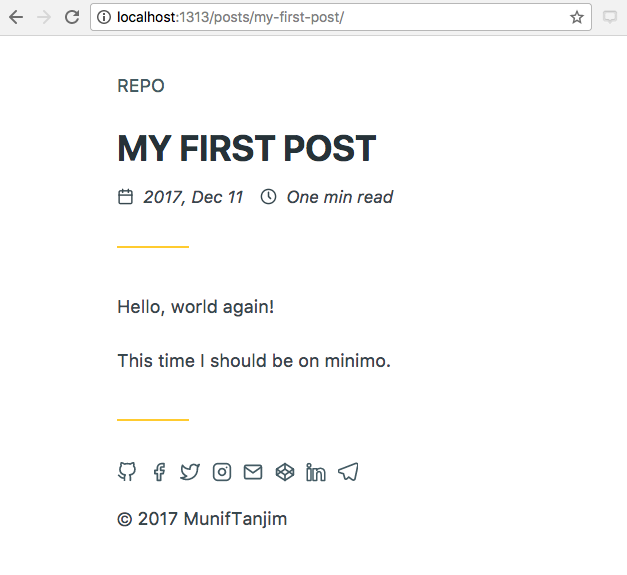 localhost:1313/posts/my-first-post/
REPO
MY FIRST POST
2017, Dec 11 One min read
Hello, world again!
This time I should be on minimo.
© 2017 MunifTanjim